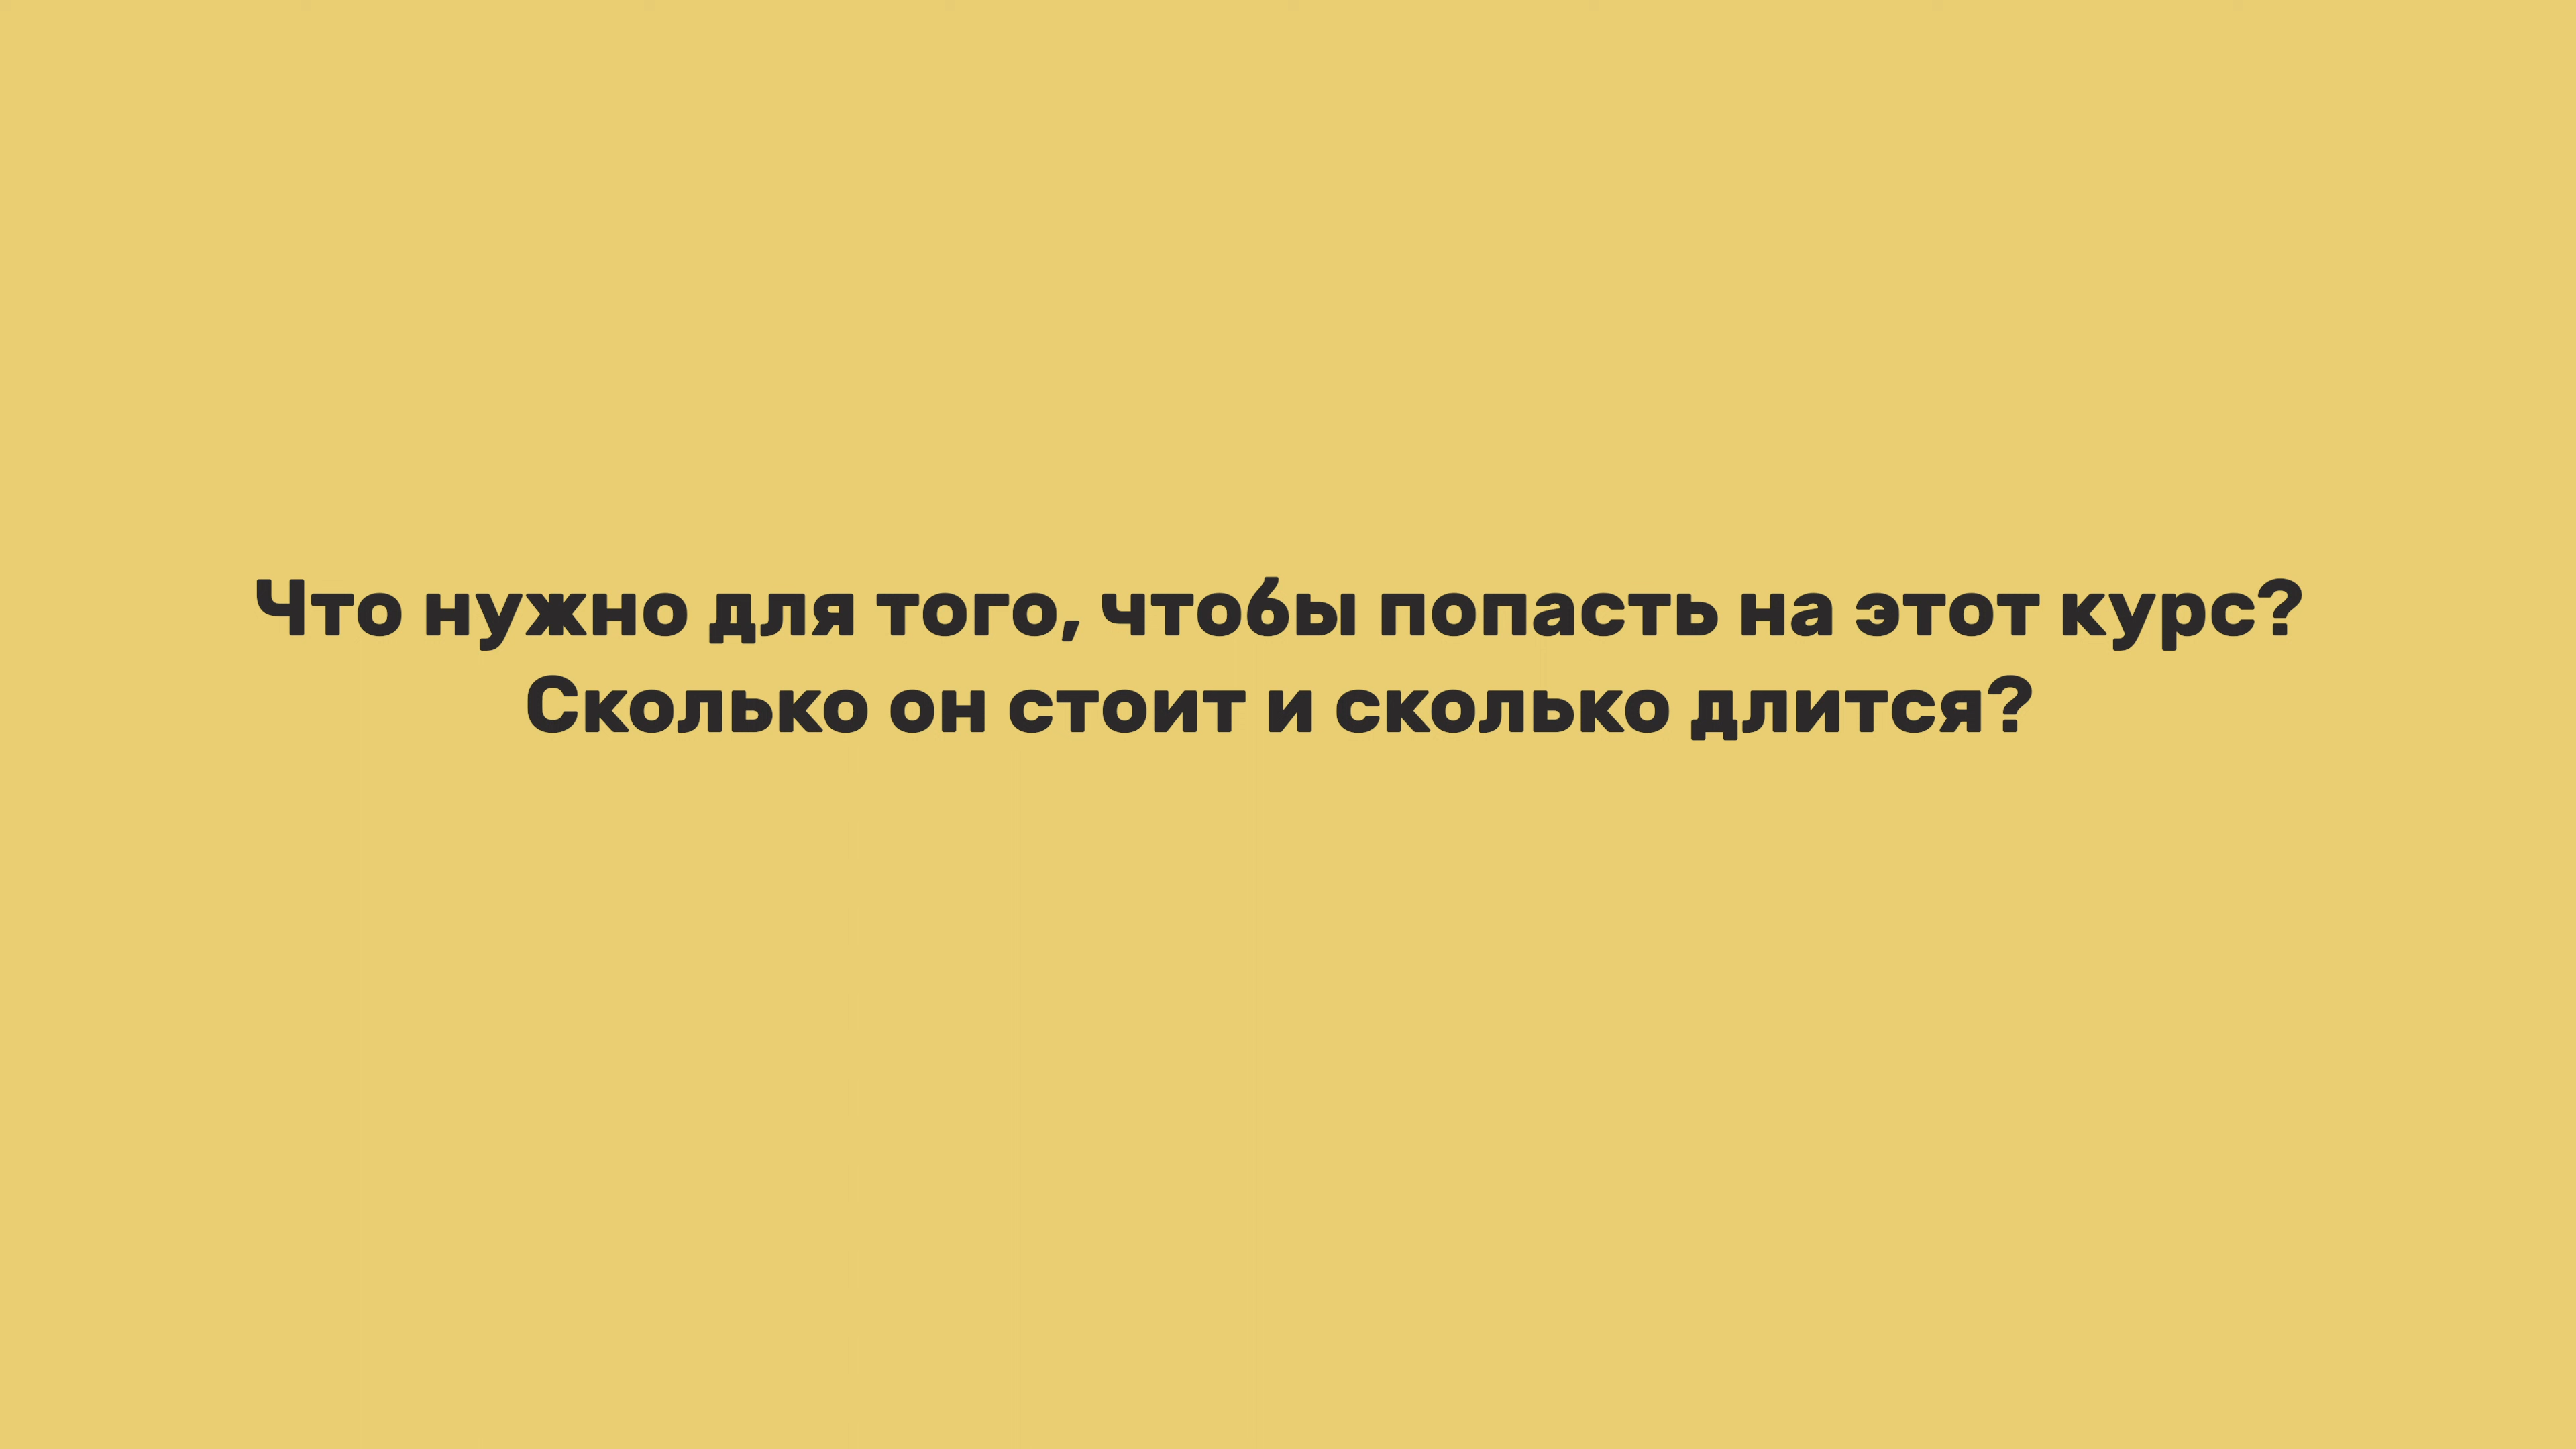 Что нужно для того, чтобы попасть на этот курс?
Сколько он стоит и сколько длится?